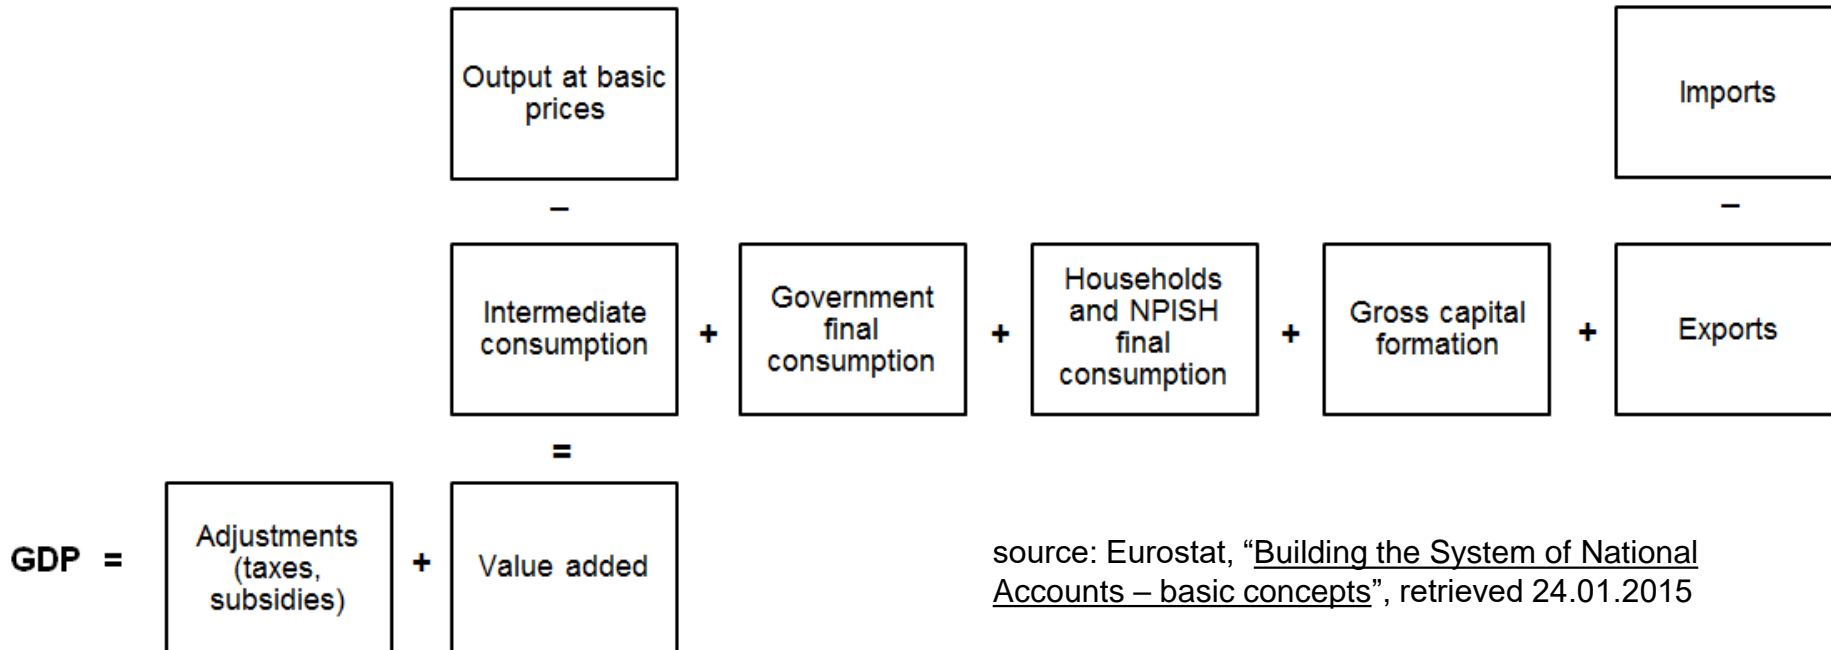 Output at basic
prices
Imports
–
–
Intermediate
consumption
+
Government
final
consumption
+
Households
and NPISH
final
consumption
+
Gross capital
formation
+
Exports
=
GDP =
Adjustments
(taxes,
subsidies)
+
Value added
source: Eurostat, “Building the System of National
Accounts – basic concepts”, retrieved 24.01.2015